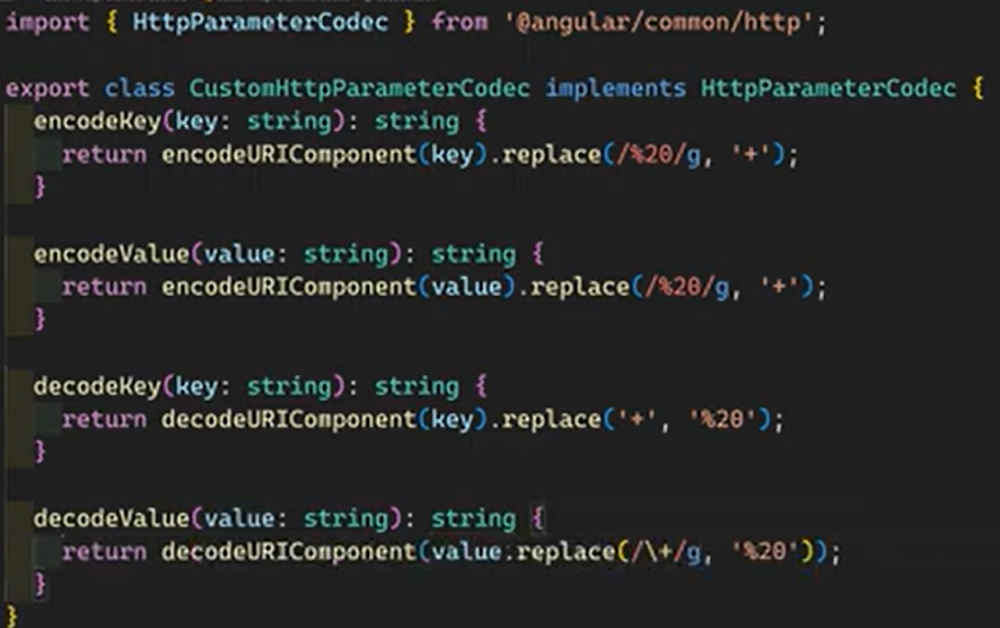 import { HttpParameterCodec } from '@angular/common/http';
export class CustomHttpParameterCodec implements HttpParameterCodec {
encodeKey(key: string): string {
return encodeURIComponent(key).replace(/%20/g, '+');
}
encodeValue(value: string): string {
return encodeURIComponent(value).replace(/%20/g, '+');
}
decodeKey(key: string): string {
return decodeURIComponent(key).replace('+', '%20');
}
decodeValue(value: string): string {
return decodeURIComponent(value.replace(/\+/g, '%20'));
}
}